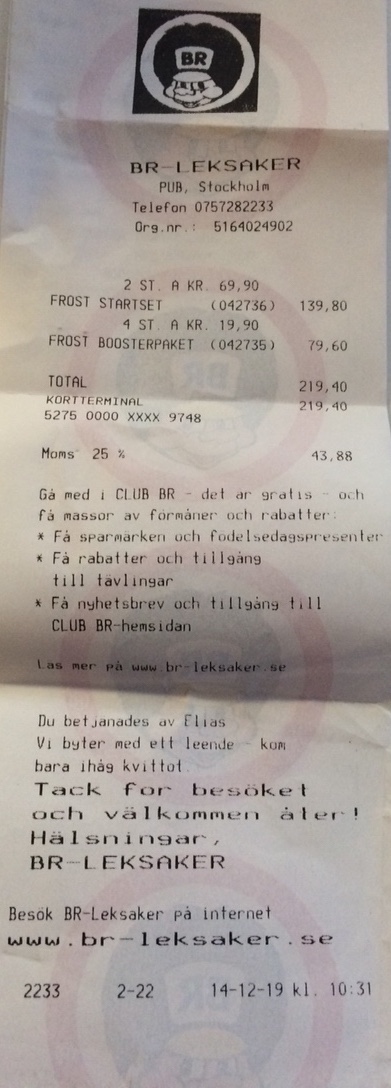 BR
BR-LEKSAKER
PUB, Stockholm
Telefon 0757282233
Org.nr.: 5164024902
2 ST. A KR. 69,90
FROST STARTSET (042736) 139,80
4 ST. A KR. 19,90
FROST BOOSTERPAKET (042735) 79,60
TOTAL 219,40
KORTTERMINAL 219,40
5275 0000 XXXX 9748
Moms 25 % 43,88
Gå med i CLUB BR - det är gratis - och
få massor av förmåner och rabatter:
* Få sparmärken och födelsedagspresenter
* Få rabatter och tillgång
till tävlingar
* Få nyhetsbrev och tillgång till
CLUB BR-hemsidan
Läs mer på www.br-leksaker.se
Du betjänades av Elias
Vi byter med ett leende - kom
bara ihåg kvittot
Tack för besöket
och välkommen åter!
Hälsningar,
BR-LEKSAKER
Besök BR-Leksaker på internet
www.br-leksaker.se
2233 2-22 14-12-19 kl. 10:31